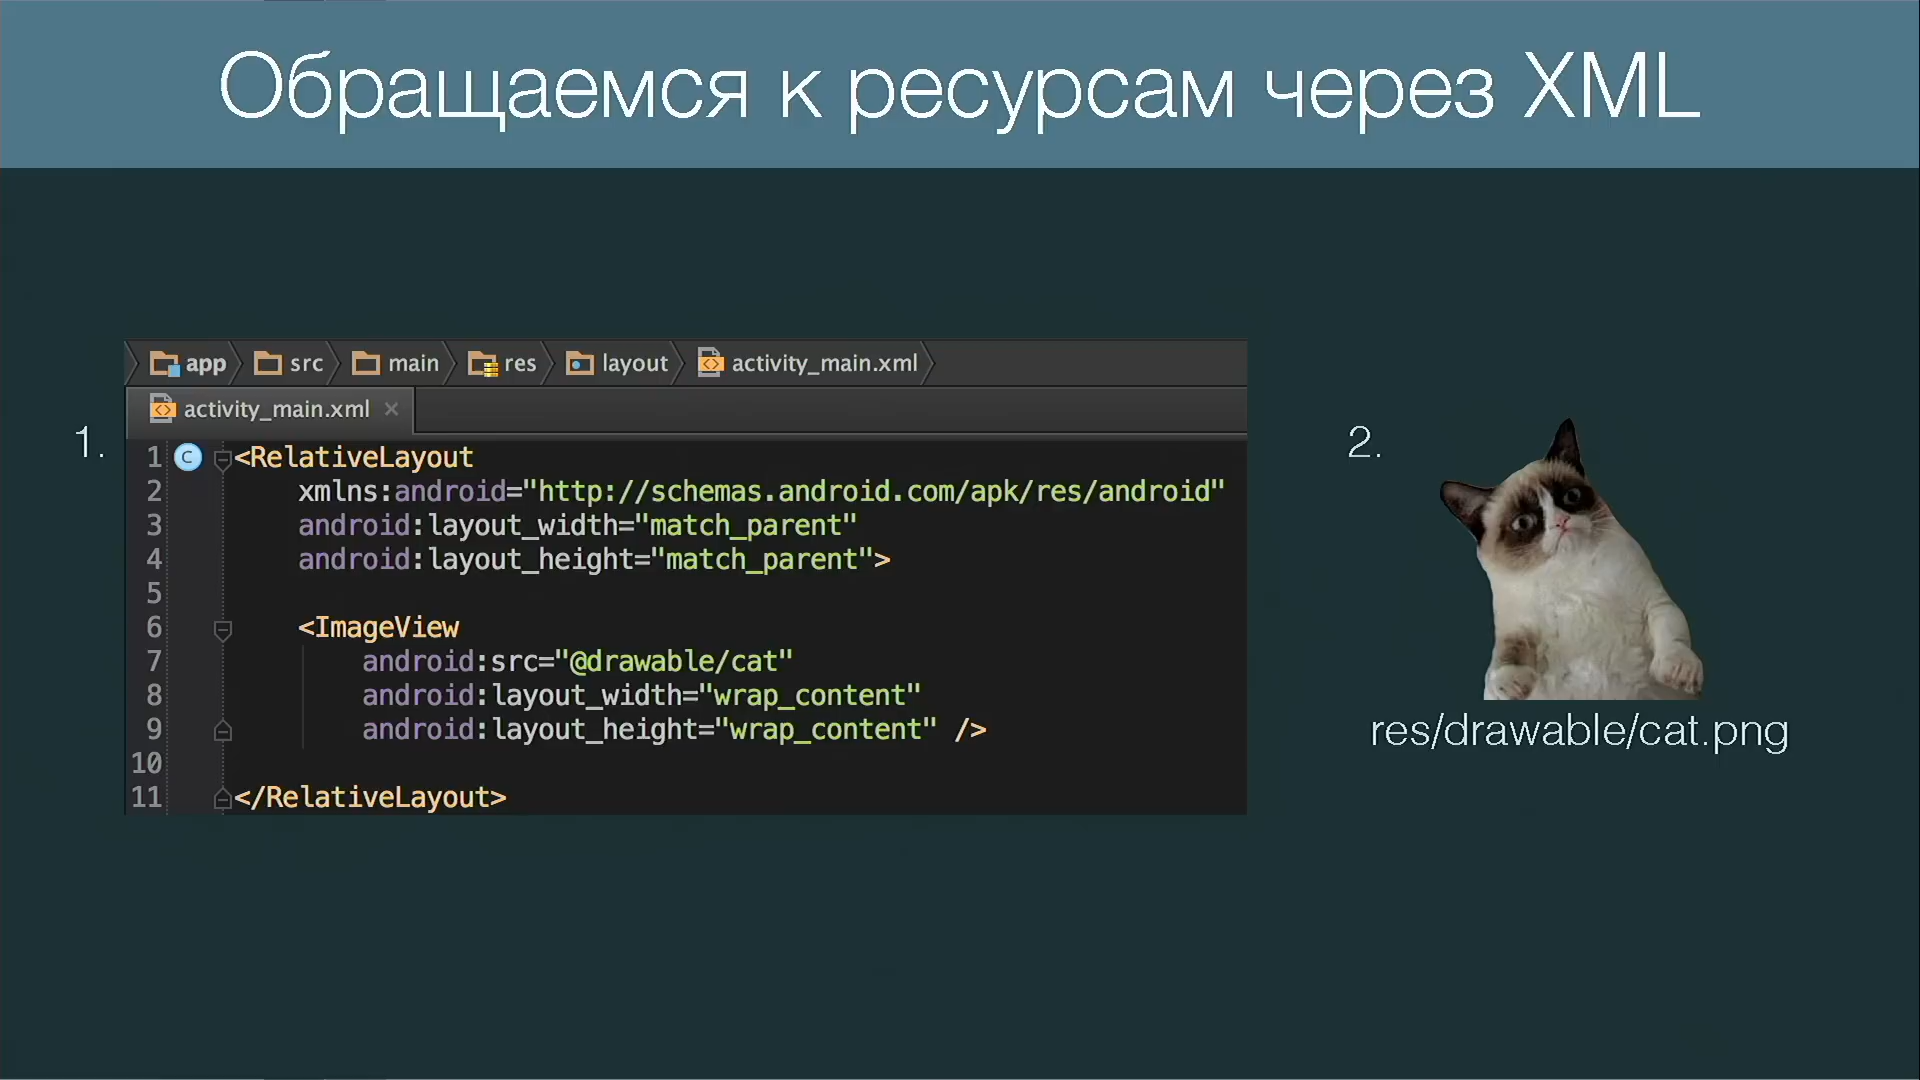 Обращаемся к ресурсам через XML
1.
app src main res layout activity_main.xml
activity_main.xml ×
1 C <RelativeLayout
2 xmlns:android="http://schemas.android.com/apk/res/android"
3 android:layout_width="match_parent"
4 android:layout_height="match_parent">
5
6 <ImageView
7 android:src="@drawable/cat"
8 android:layout_width="wrap_content"
9 android:layout_height="wrap_content" />
10
11 </RelativeLayout>
2.
res/drawable/cat.png